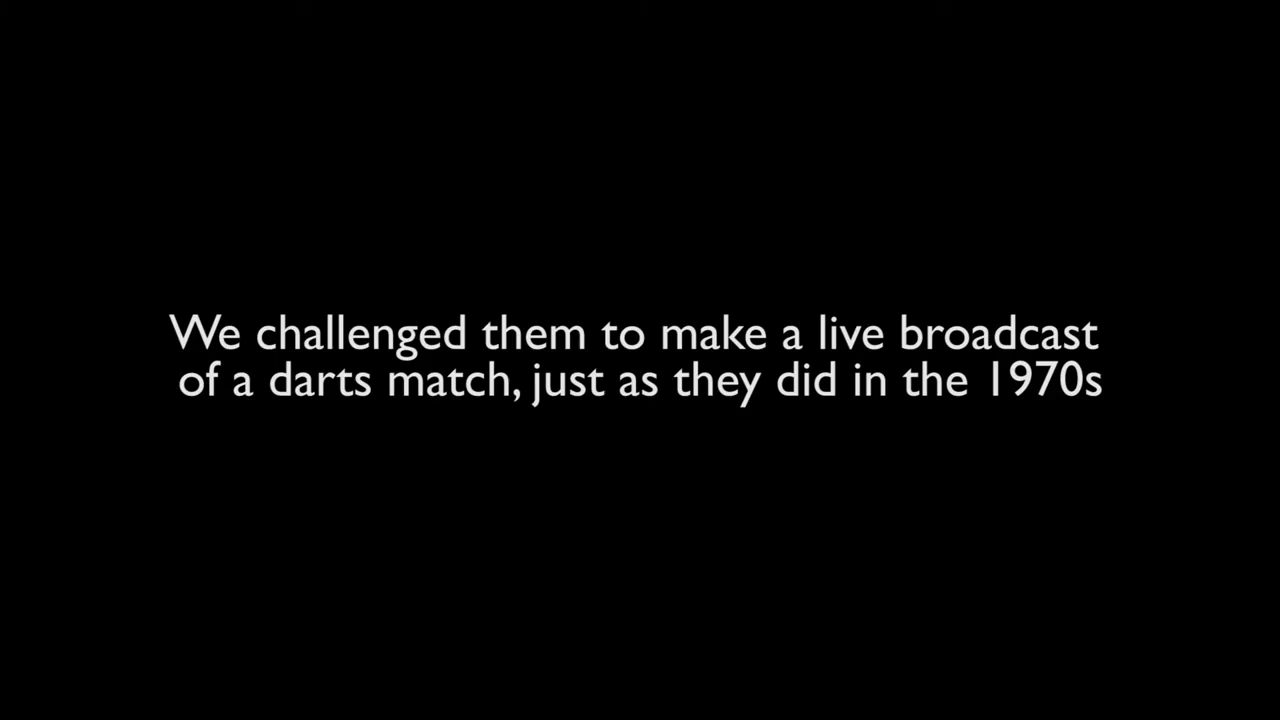 We challenged them to make a live broadcast
of a darts match, just as they did in the 1970s